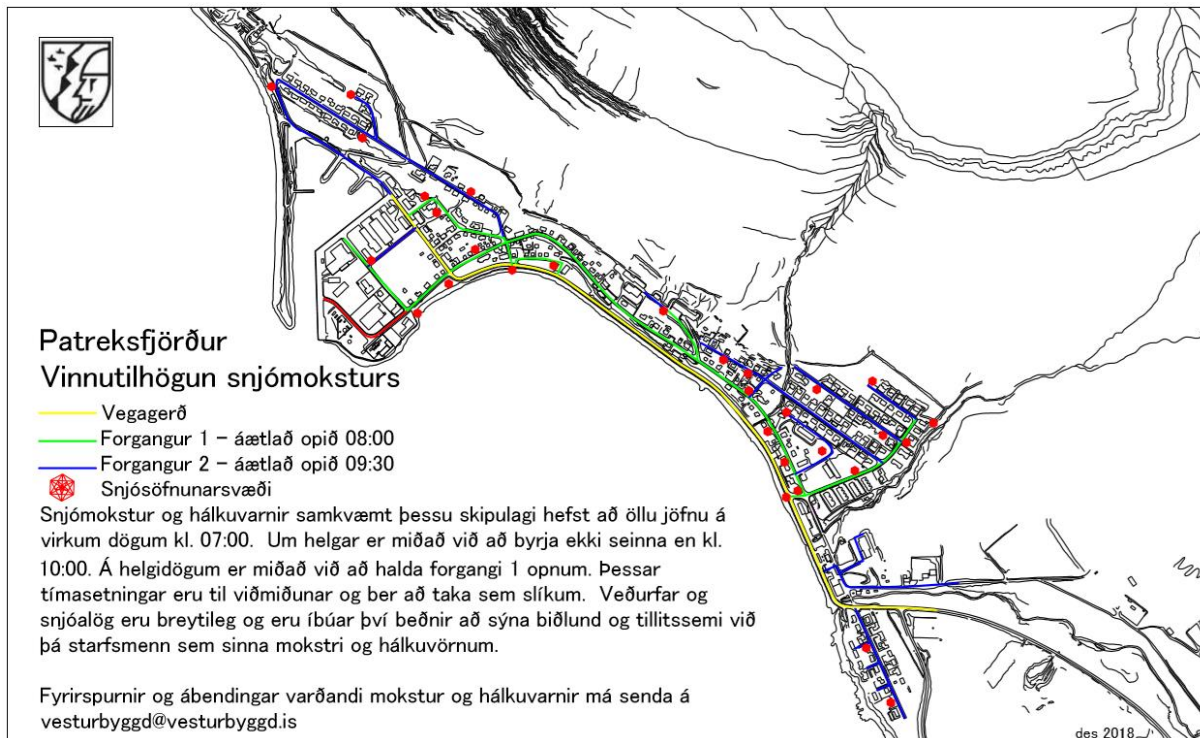 Patreksfjörður
Vinnutilhögun snjómoksturs
Vegagerð
Forgangur 1 – áætlað opið 08:00
Forgangur 2 – áætlað opið 09:30
Snjósöfnunarsvæði
Snjómokstur og hálkuvarnir samkvæmt þessu skipulagi hefst að öllu jöfnu á
virkum dögum kl. 07:00. Um helgar er miðað við að byrja ekki seinna en kl.
10:00. Á helgidögum er miðað við að halda forgangi 1 opnum. Þessar
tímasetningar eru til viðmiðunar og ber að taka sem slíkum. Veðurfar og
snjóalög eru breytileg og eru íbúar því beðnir að sýna biðlund og tillitssemi við
þá starfsmenn sem sinna mokstri og hálkuvörnum.
Fyrirspurnir og ábendingar varðandi mokstur og hálkuvarnir má senda á
vesturbyggd@vesturbyggd.is
des 2018